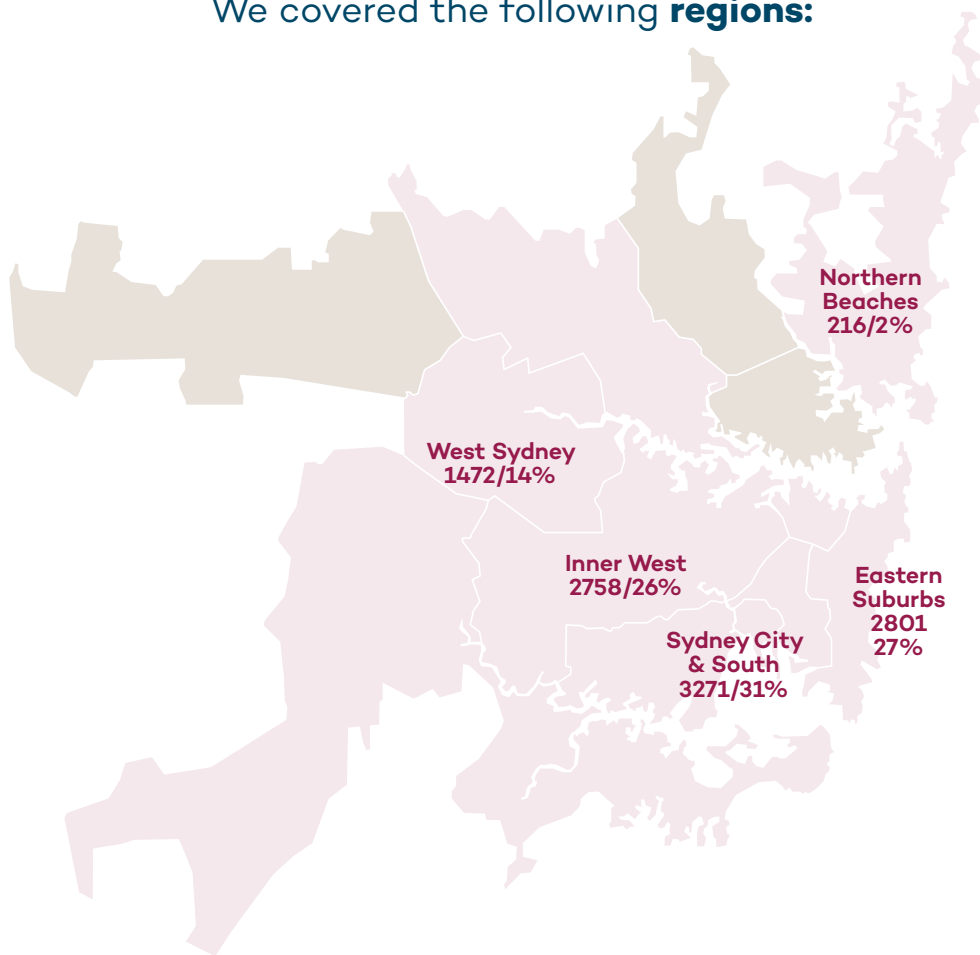 We covered the following regions:
Northern
Beaches
216/2%
West Sydney
1472/14%
Inner West
2758/26%
Eastern
Suburbs
2801
27%
Sydney City
& South
3271/31%